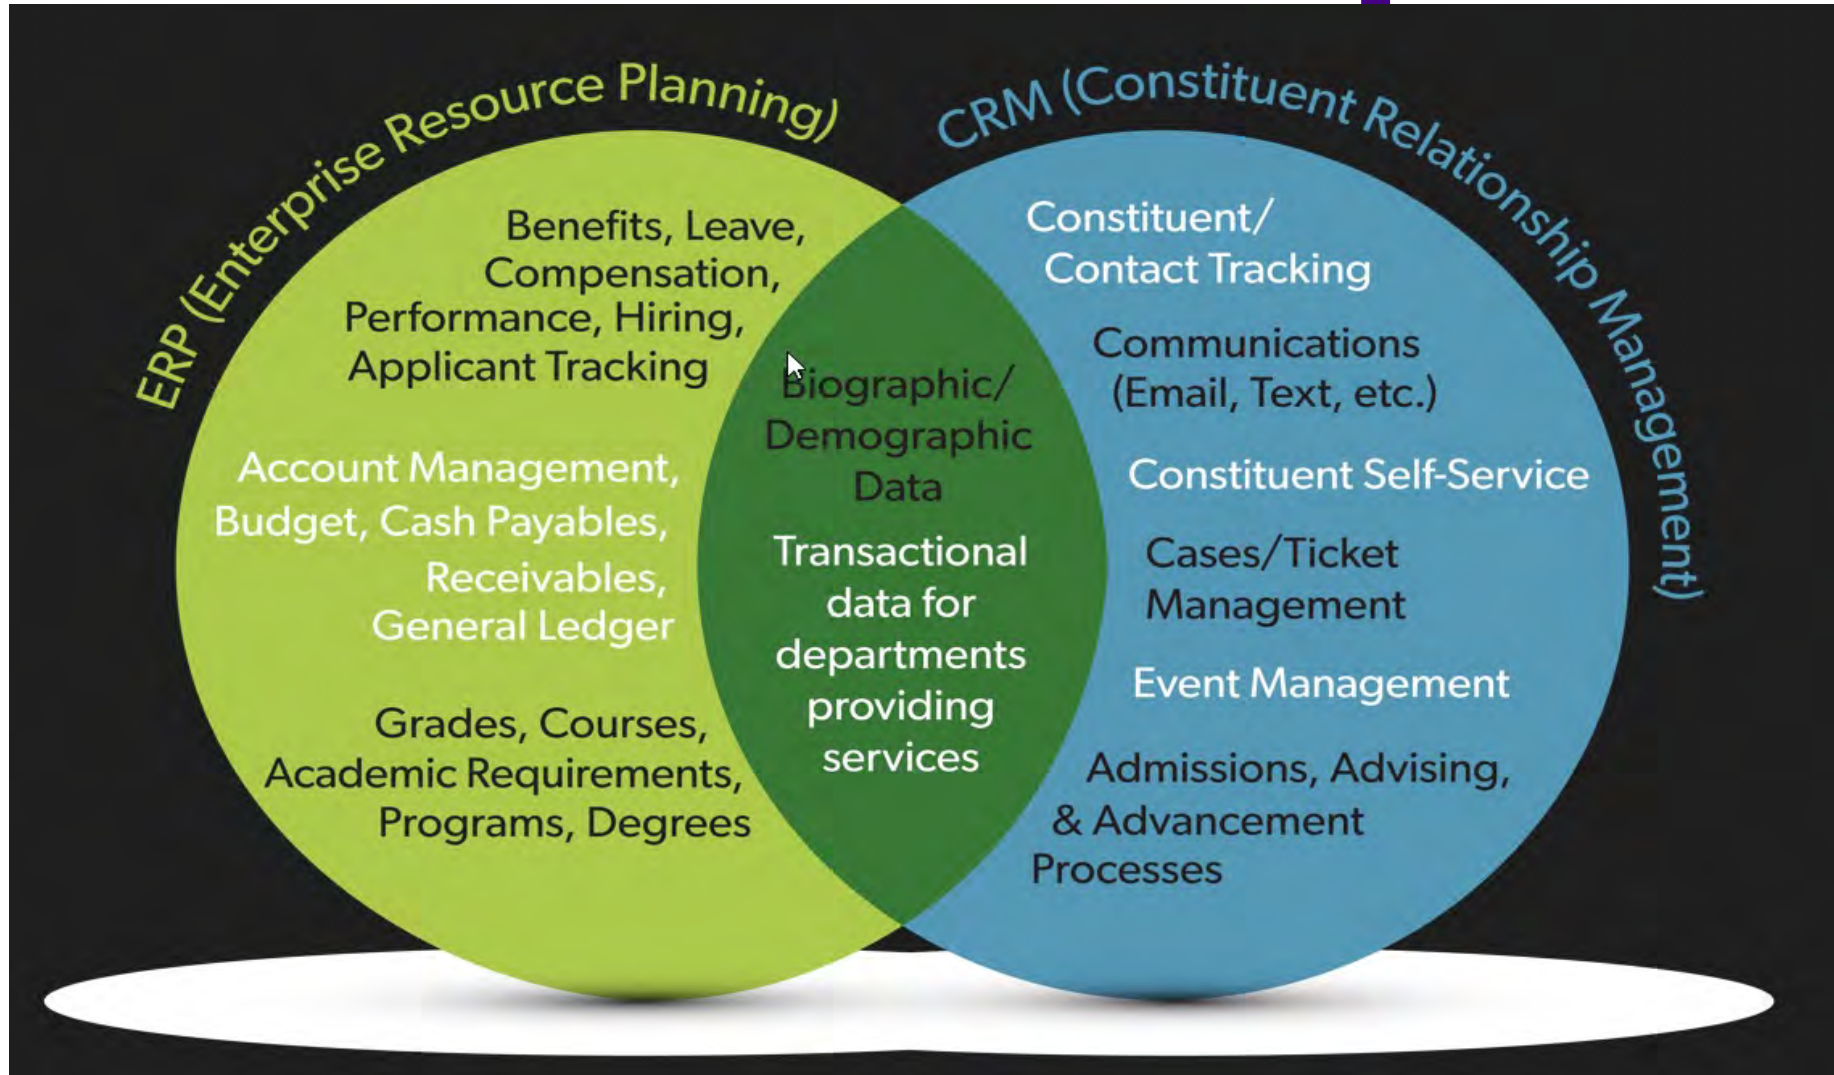 ERP (Enterprise Resource Planning)
CRM (Constituent Relationship Management)
Benefits, Leave,
Compensation,
Performance, Hiring,
Applicant Tracking
Account Management,
Budget, Cash Payables,
Receivables,
General Ledger
Grades, Courses,
Academic Requirements,
Programs, Degrees
Biographic/
Demographic
Data
Transactional
data for
departments
providing
services
Constituent/
Contact Tracking
Communications
(Email, Text, etc.)
Constituent Self-Service
Cases/Ticket
Management
Event Management
Admissions, Advising,
& Advancement
Processes